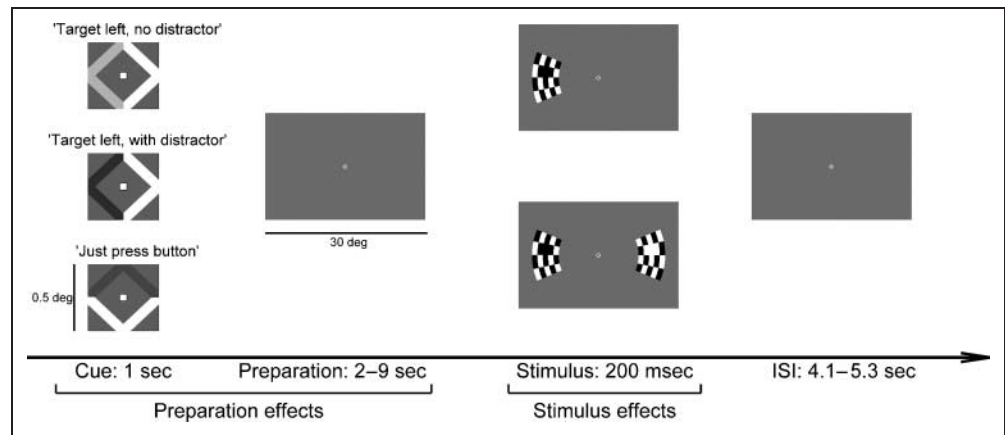 'Target left, no distractor'
'Target left, with distractor'
'Just press button'
0.5 deg
30 deg
Cue: 1 sec
Preparation: 2–9 sec
Stimulus: 200 msec
ISI: 4.1–5.3 sec
Preparation effects
Stimulus effects